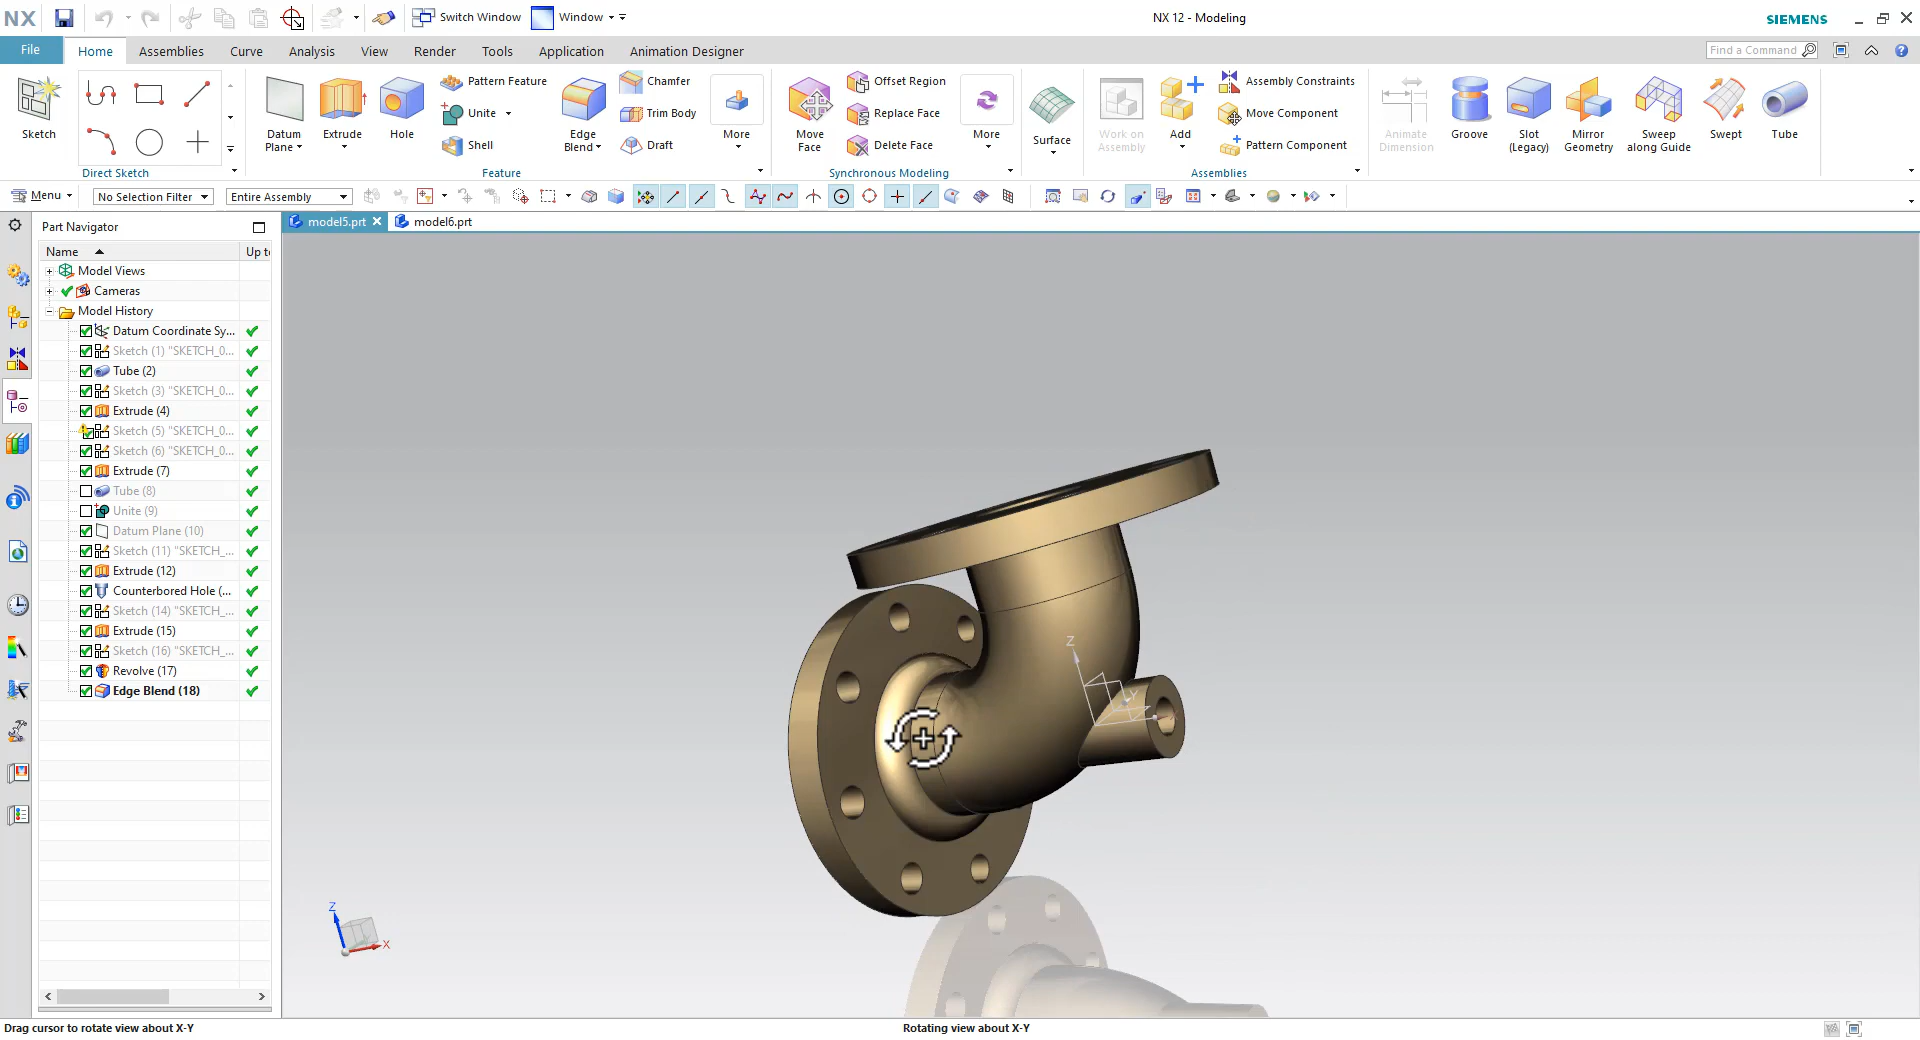 NX
Switch Window
Window
NX 12 - Modeling
SIEMENS
File
Home
Assemblies
Curve
Analysis
View
Render
Tools
Application
Animation Designer
Find a Command
Sketch
Direct Sketch
Datum
Plane
Extrude
Hole
Pattern Feature
Unite
Shell
Edge
Blend
Chamfer
Trim Body
Draft
More
Feature
Move
Face
Offset Region
Replace Face
Delete Face
More
Synchronous Modeling
Surface
Work on
Assembly
Add
Assembly Constraints
Move Component
Pattern Component
Assemblies
Animate
Dimension
Groove
Slot
(Legacy)
Mirror
Geometry
Sweep
along Guide
Swept
Tube
Menu
No Selection Filter
Entire Assembly
Part Navigator
model5.prt
model6.prt
Name
Up t
Model Views
Cameras
Model History
Datum Coordinate Sy...
Sketch (1) "SKETCH_0...
Tube (2)
Sketch (3) "SKETCH_0...
Extrude (4)
Sketch (5) "SKETCH_0...
Sketch (6) "SKETCH_0...
Extrude (7)
Tube (8)
Unite (9)
Datum Plane (10)
Sketch (11) "SKETCH_...
Extrude (12)
Counterbored Hole (...
Sketch (14) "SKETCH_...
Extrude (15)
Sketch (16) "SKETCH_...
Revolve (17)
Edge Blend (18)
Z
Y
Z
X
Drag cursor to rotate view about X-Y
Rotating view about X-Y